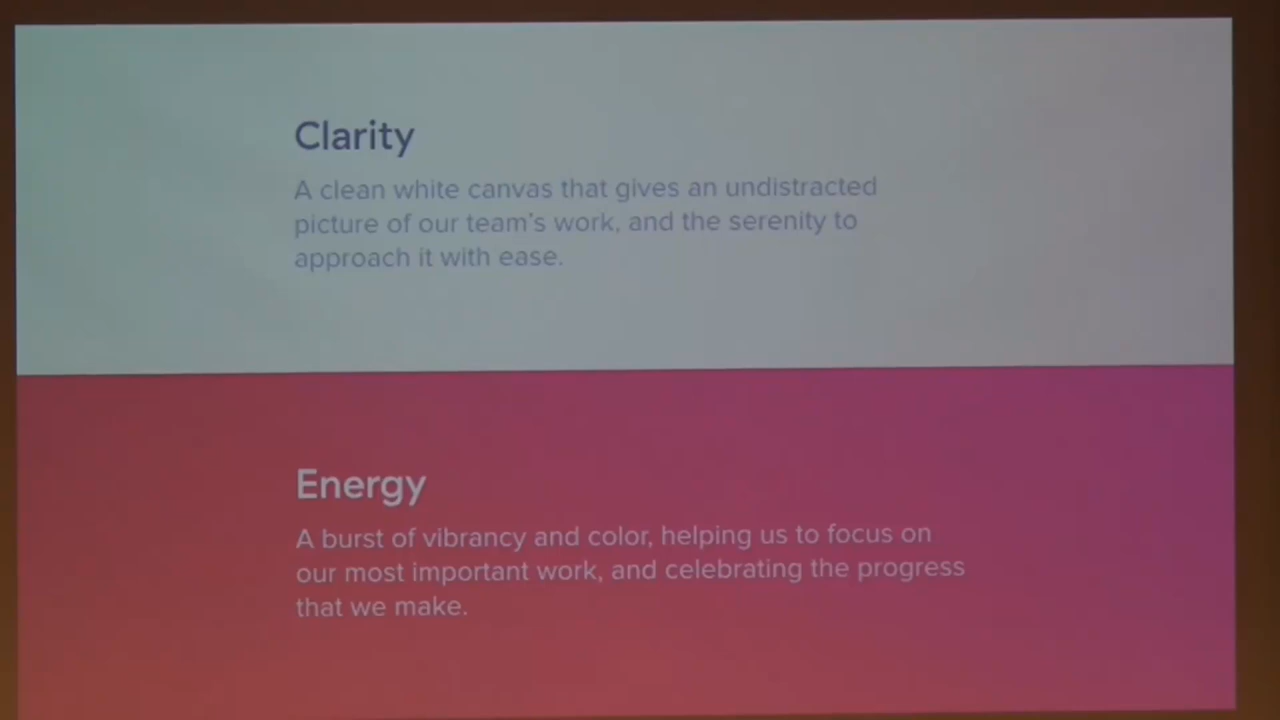 Clarity
A clean white canvas that gives an undistracted
picture of our team's work, and the serenity to
approach it with ease.
Energy
A burst of vibrancy and color, helping us to focus on
our most important work, and celebrating the progress
that we make.